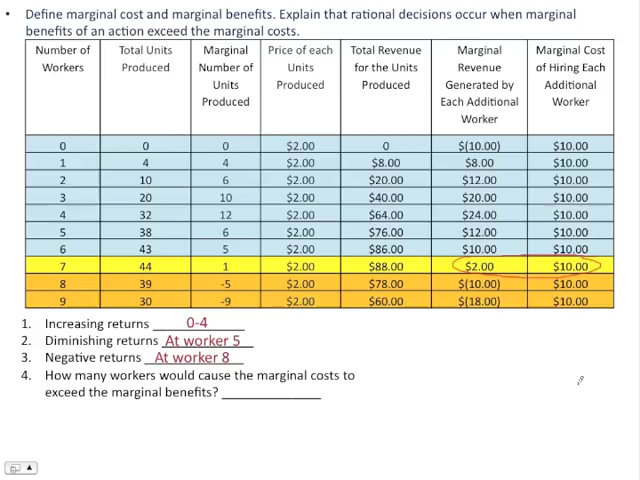 • Define marginal cost and marginal benefits. Explain that rational decisions occur when marginal
benefits of an action exceed the marginal costs.
Number of Workers | Total Units Produced | Marginal Number of Units Produced | Price of each Units Produced | Total Revenue for the Units Produced | Marginal Revenue Generated by Each Additional Worker | Marginal Cost of Hiring Each Additional Worker
0 | 0 | 0 | $2.00 | 0 | $(10.00) | $10.00
1 | 4 | 4 | $2.00 | $8.00 | $8.00 | $10.00
2 | 10 | 6 | $2.00 | $20.00 | $12.00 | $10.00
3 | 20 | 10 | $2.00 | $40.00 | $20.00 | $10.00
4 | 32 | 12 | $2.00 | $64.00 | $24.00 | $10.00
5 | 38 | 6 | $2.00 | $76.00 | $12.00 | $10.00
6 | 43 | 5 | $2.00 | $86.00 | $10.00 | $10.00
7 | 44 | 1 | $2.00 | $88.00 | $2.00 | $10.00
8 | 39 | -5 | $2.00 | $78.00 | $(10.00) | $10.00
9 | 30 | -9 | $2.00 | $60.00 | $(18.00) | $10.00
1. Increasing returns 0-4
2. Diminishing returns At worker 5
3. Negative returns At worker 8
4. How many workers would cause the marginal costs to
exceed the marginal benefits? ____________